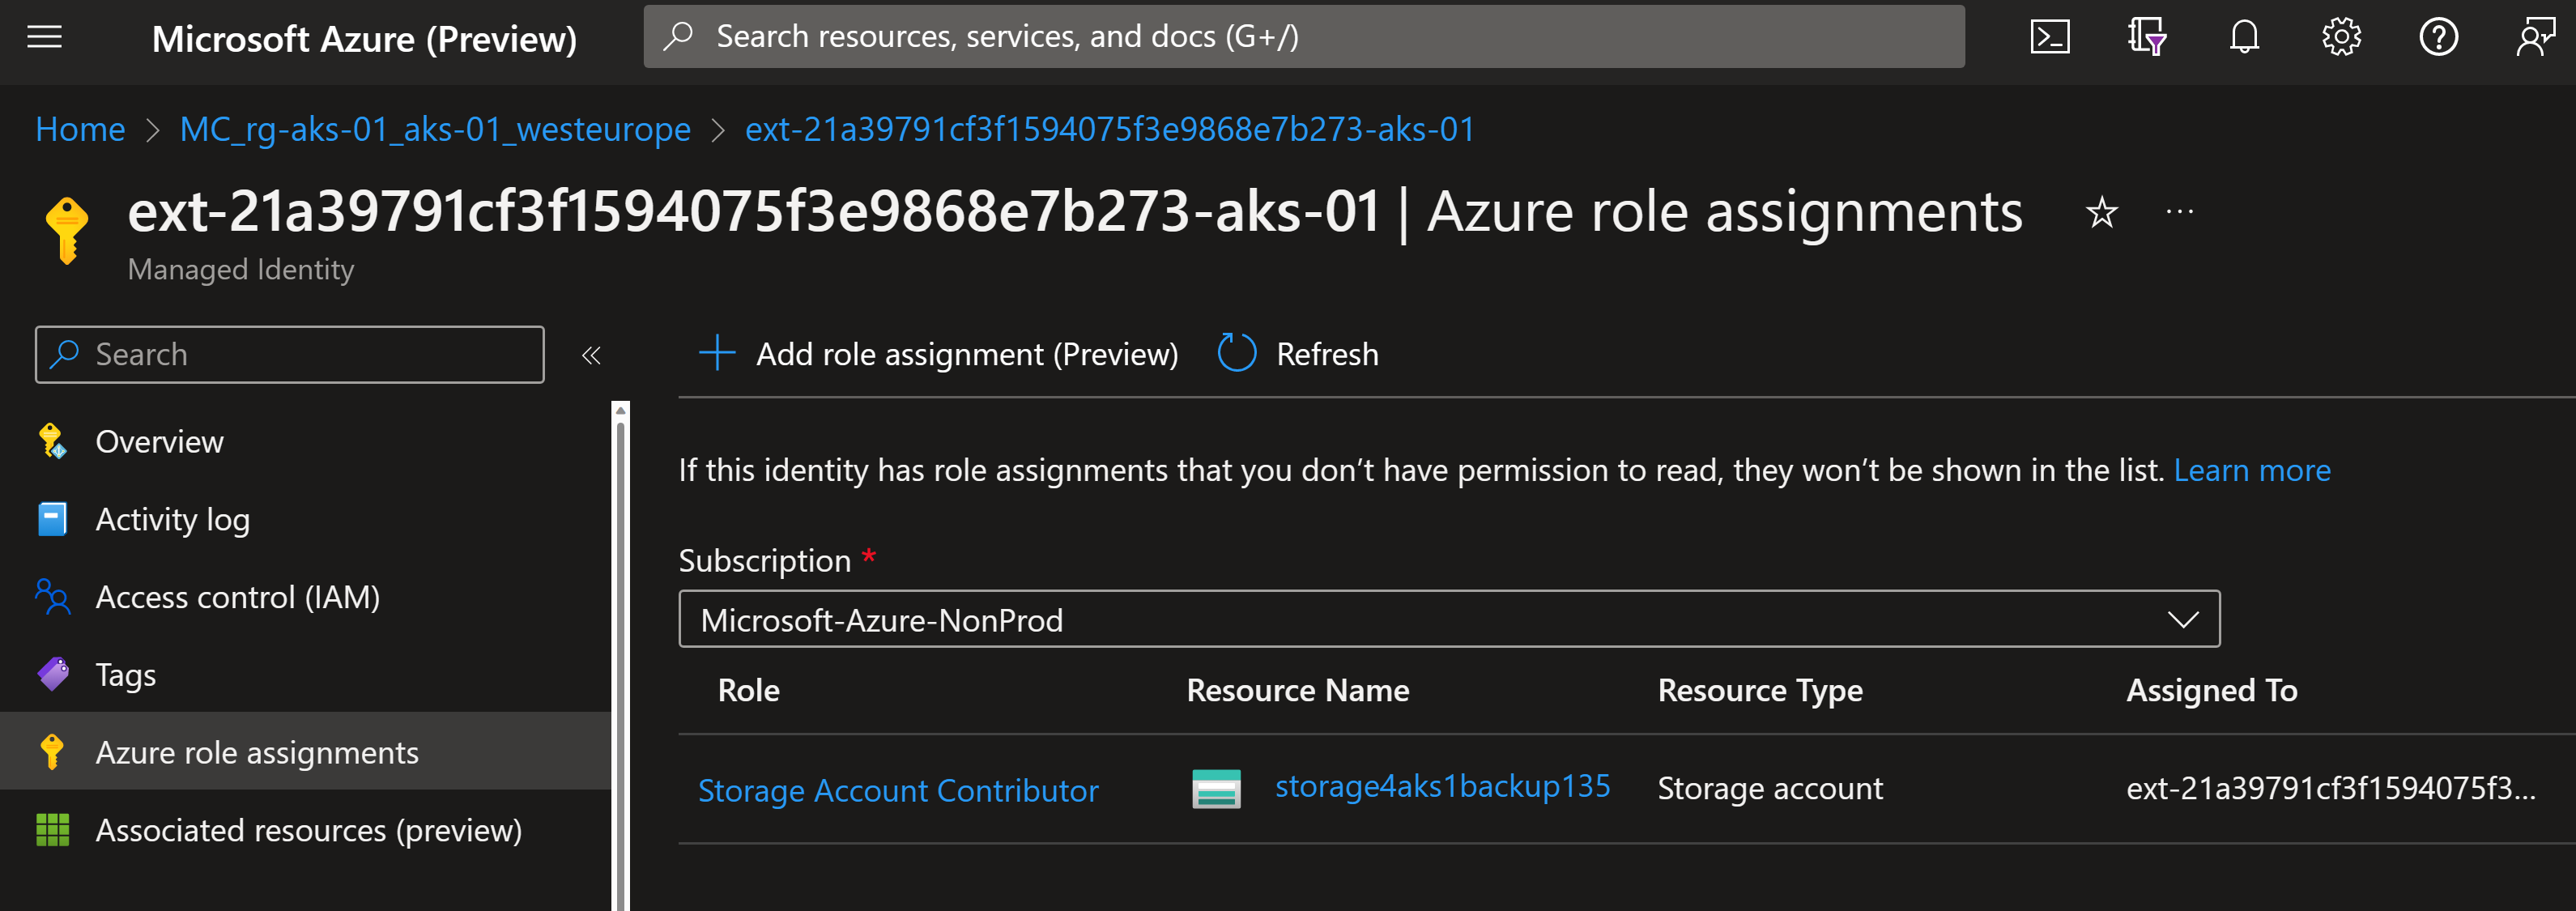 Microsoft Azure (Preview)
Search resources, services, and docs (G+/)
Home > MC_rg-aks-01_aks-01_westeurope > ext-21a39791cf3f1594075f3e9868e7b273-aks-01
ext-21a39791cf3f1594075f3e9868e7b273-aks-01 | Azure role assignments
Managed Identity
Search
Overview
Activity log
Access control (IAM)
Tags
Azure role assignments
Associated resources (preview)
Add role assignment (Preview) Refresh
If this identity has role assignments that you don’t have permission to read, they won’t be shown in the list. Learn more
Subscription *
Microsoft-Azure-NonProd
Role Resource Name Resource Type Assigned To
Storage Account Contributor storage4aks1backup135 Storage account ext-21a39791cf3f1594075f3...